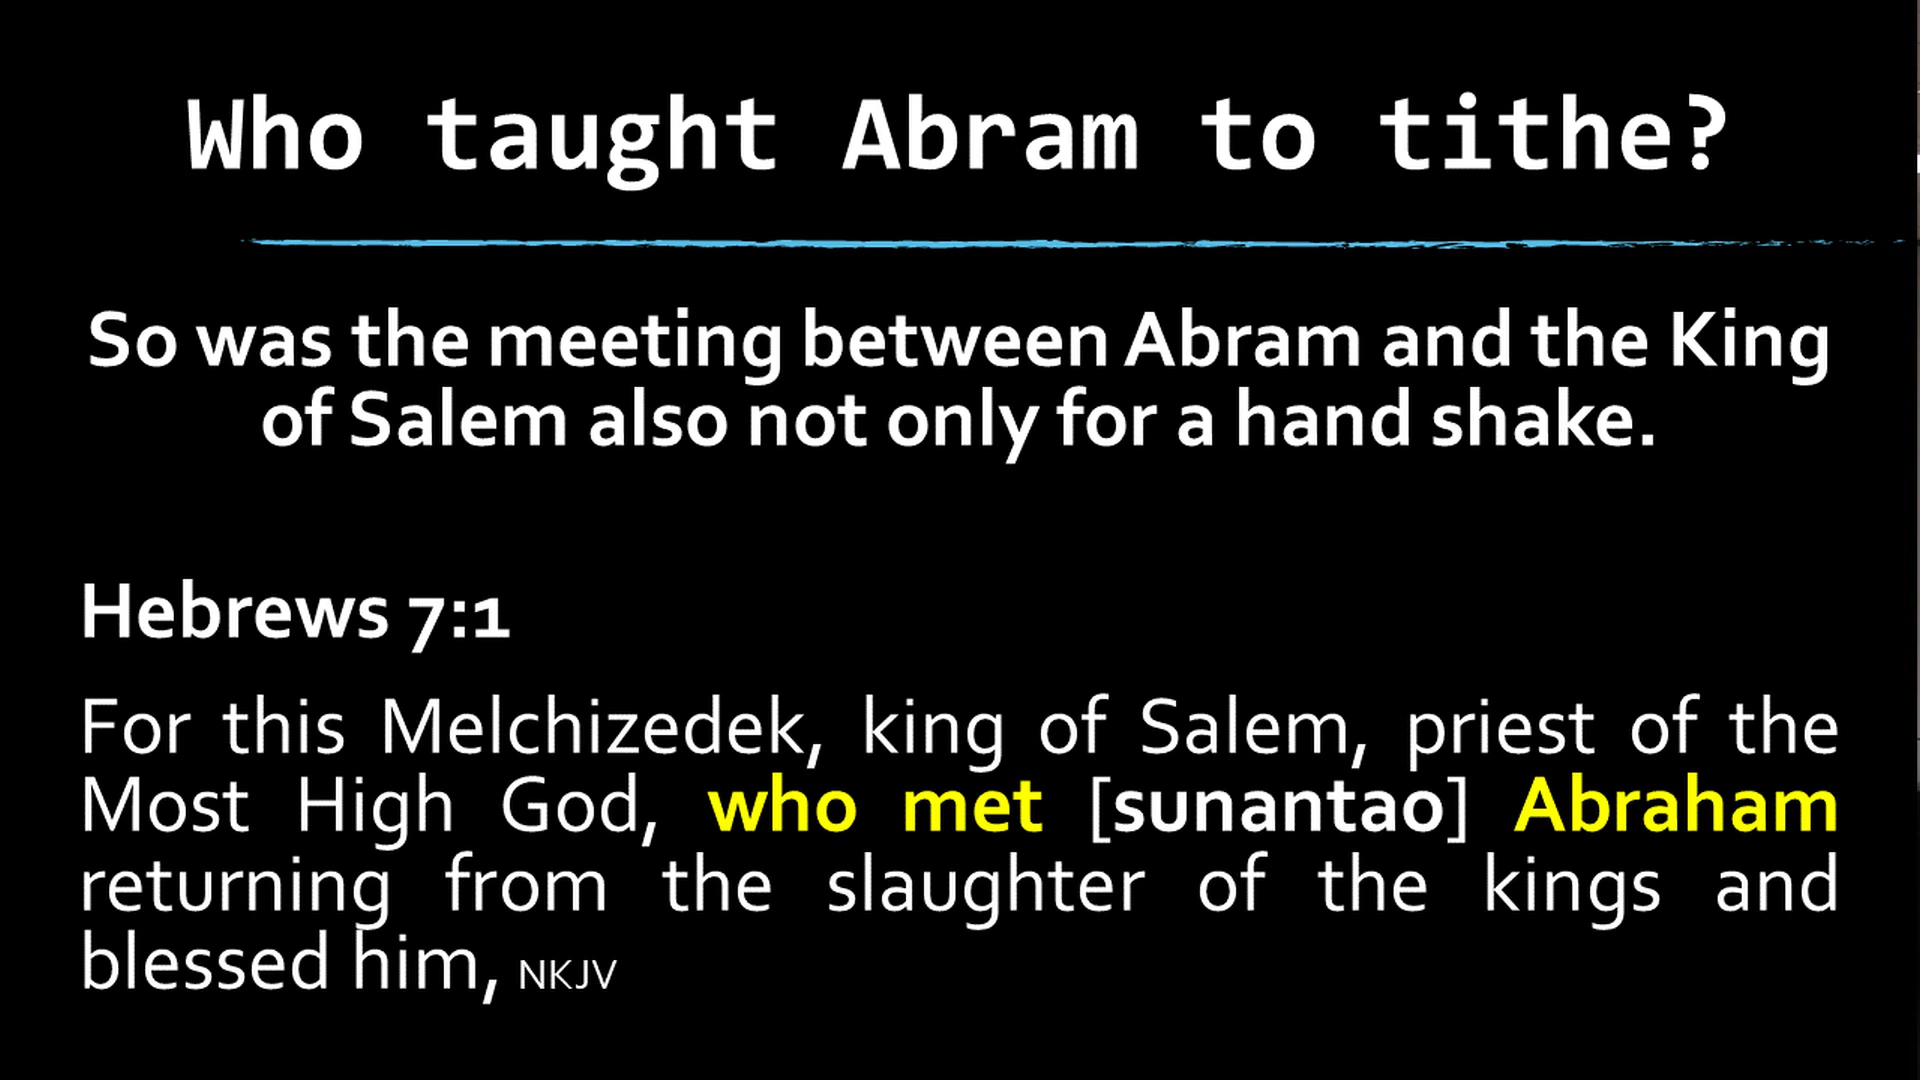 Who taught Abram to tithe?
So was the meeting between Abram and the King
of Salem also not only for a hand shake.
Hebrews 7:1
For this Melchizedek, king of Salem, priest of the
Most High God, who met [sunantao] Abraham
returning from the slaughter of the kings and
blessed him, NKJV